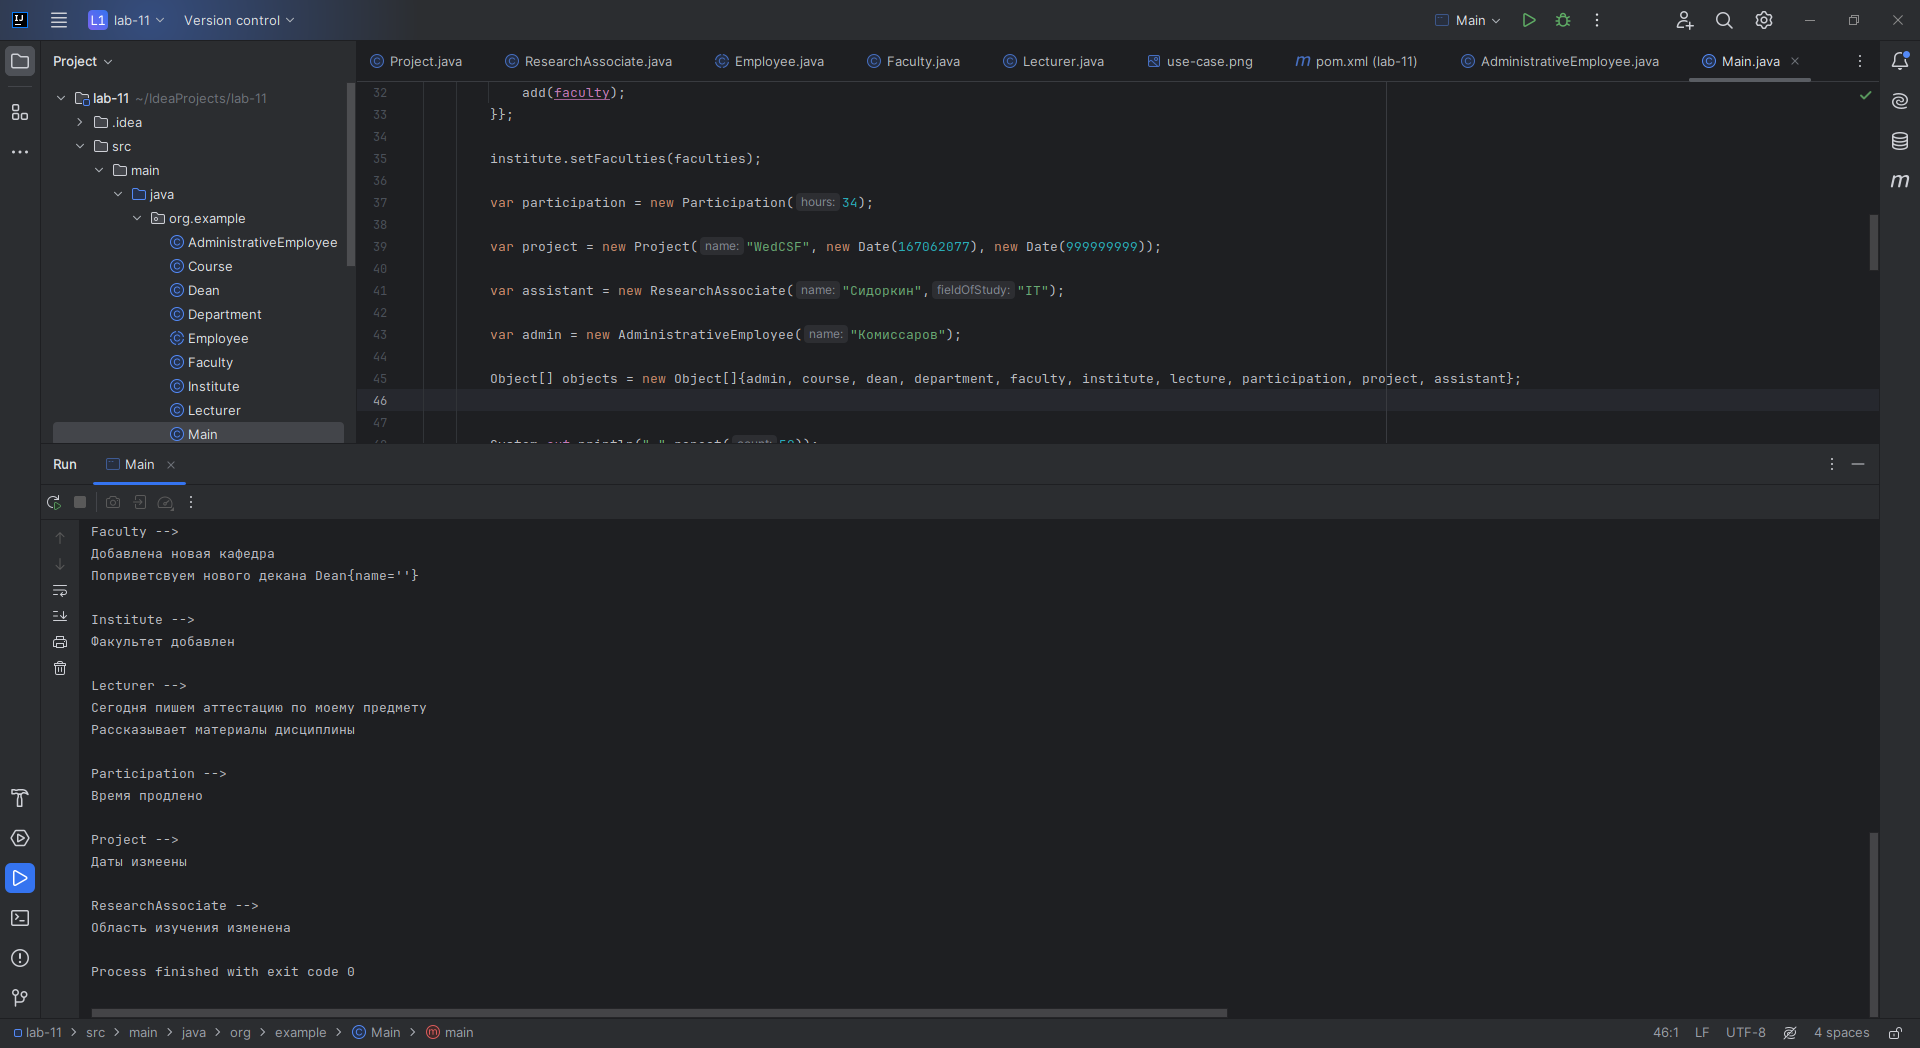 L1 lab-11 Version control Main
Project
Project.java ResearchAssociate.java Employee.java Faculty.java Lecturer.java use-case.png m pom.xml (lab-11) AdministrativeEmployee.java Main.java
lab-11 ~/IdeaProjects/lab-11
.idea
src
main
java
org.example
AdministrativeEmployee
Course
Dean
Department
Employee
Faculty
Institute
Lecturer
Main
32 add(faculty);
33 }};
34
35 institute.setFaculties(faculties);
36
37 var participation = new Participation( hours: 34);
38
39 var project = new Project( name: "WedCSF", new Date(167062077), new Date(999999999));
40
41 var assistant = new ResearchAssociate( name: "Сидоркин", fieldOfStudy: "IT");
42
43 var admin = new AdministrativeEmployee( name: "Комиссаров");
44
45 Object[] objects = new Object[]{admin, course, dean, department, faculty, institute, lecture, participation, project, assistant};
46
47
Run Main
Faculty -->
Добавлена новая кафедра
Поприветсвуем нового декана Dean{name=''}
Institute -->
Факультет добавлен
Lecturer -->
Сегодня пишем аттестацию по моему предмету
Рассказывает материалы дисциплины
Participation -->
Время продлено
Project -->
Даты измеены
ResearchAssociate -->
Область изучения изменена
Process finished with exit code 0
lab-11 > src > main > java > org > example > Main > main 46:1 LF UTF-8 4 spaces